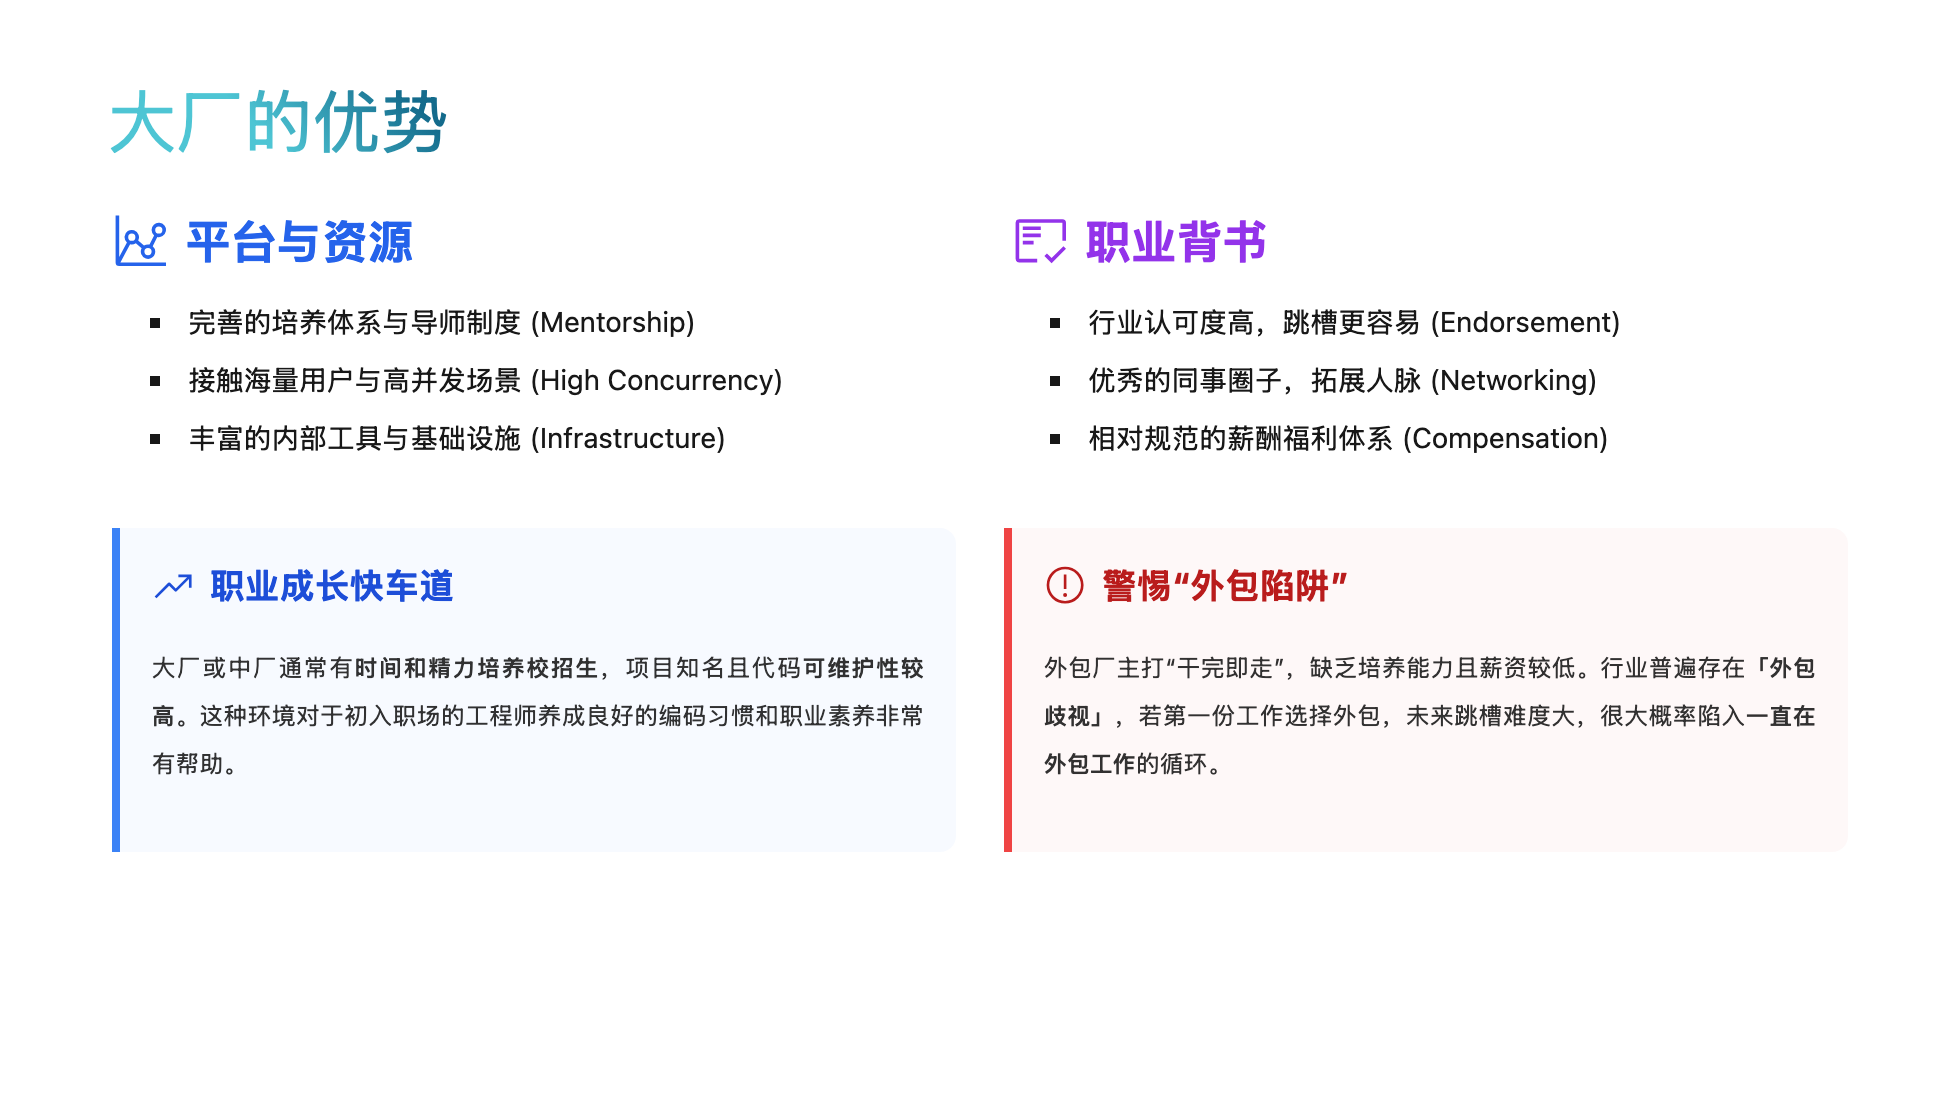 大厂的优势
平台与资源
完善的培养体系与导师制度 (Mentorship)
接触海量用户与高并发场景 (High Concurrency)
丰富的内部工具与基础设施 (Infrastructure)
职业背书
行业认可度高，跳槽更容易 (Endorsement)
优秀的同事圈子，拓展人脉 (Networking)
相对规范的薪酬福利体系 (Compensation)
职业成长快车道
大厂或中厂通常有时间和精力培养校招生，项目知名且代码可维护性较
高。这种环境对于初入职场的工程师养成良好的编码习惯和职业素养非常
有帮助。
警惕“外包陷阱”
外包厂主打“干完即走”，缺乏培养能力且薪资较低。行业普遍存在「外包
歧视」，若第一份工作选择外包，未来跳槽难度大，很大概率陷入一直在
外包工作的循环。